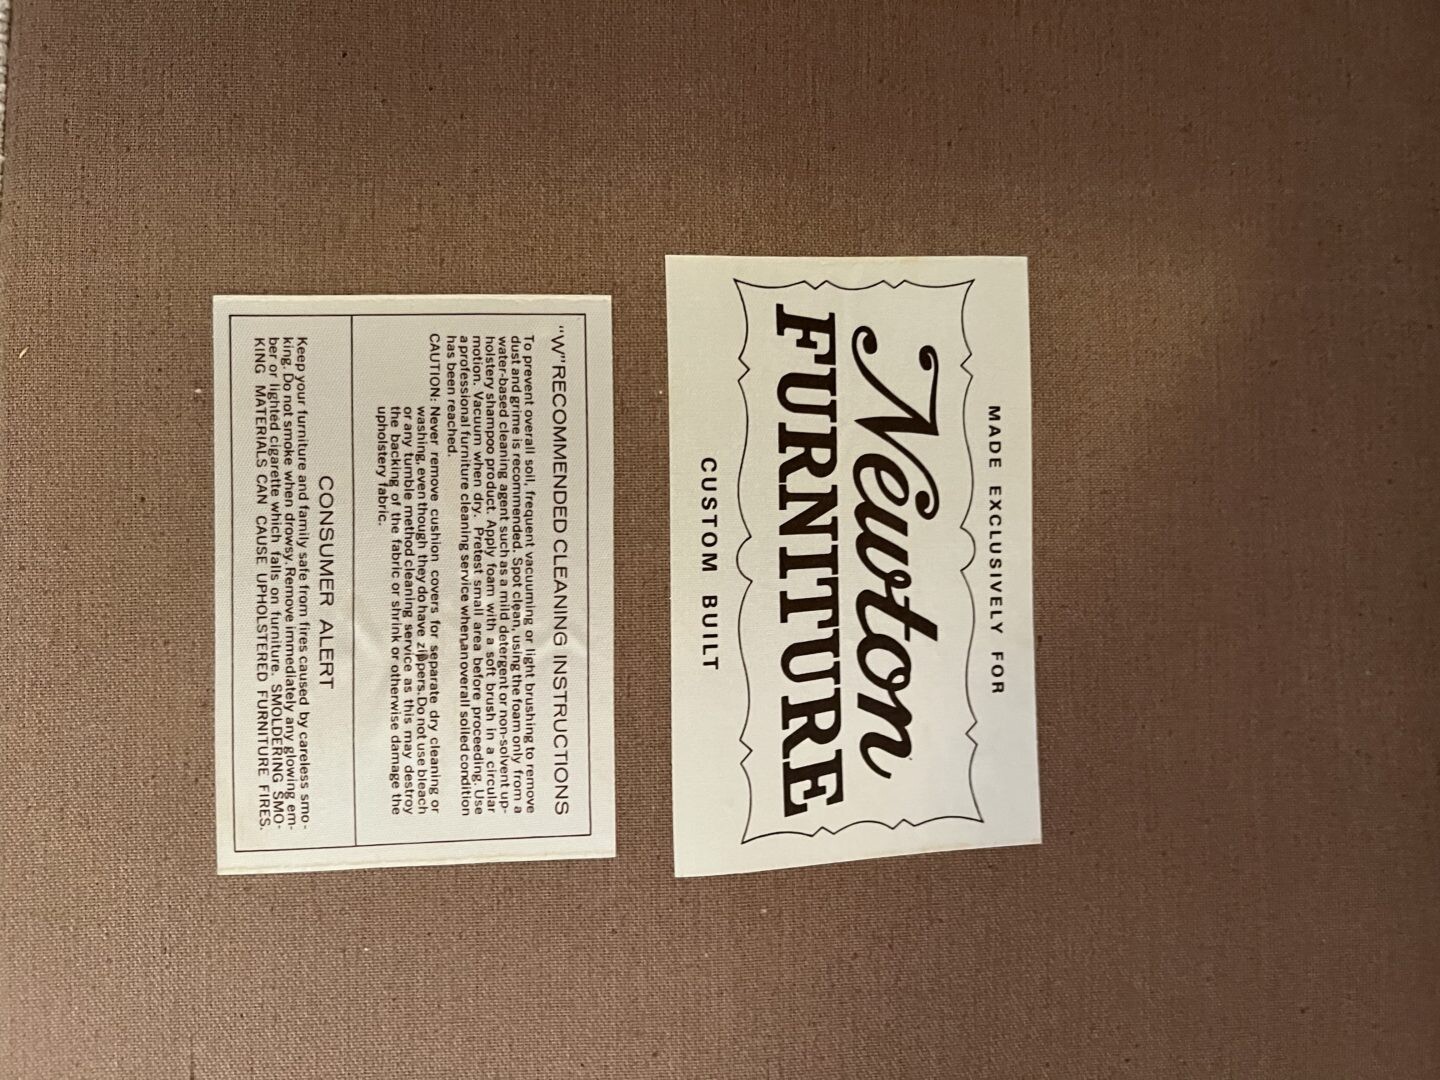 MADE EXCLUSIVELY FOR
Newton
FURNITURE
CUSTOM BUILT
"W" RECOMMENDED CLEANING INSTRUCTIONS
To prevent overall soil, frequent vacuuming or light brushing to remove
dust and grime is recommended. Spot clean, using the foam only from a
water-based cleaning agent such as a mild detergent or non-solvent up-
holstery shampoo product. Apply foam with a soft brush in a circular
motion. Vacuum when dry. Pretest small area before proceeding. Use
a professional furniture cleaning service when an overall soiled condition
has been reached.
CAUTION: Never remove cushion covers for separate dry cleaning or
washing, even though they do have zippers. Do not use bleach
or any tumble method cleaning service as this may destroy
the backing of the fabric or shrink or otherwise damage the
upholstery fabric.
CONSUMER ALERT
Keep your furniture and family safe from fires caused by careless smo-
king. Do not smoke when drowsy. Remove immediately any glowing em-
ber or lighted cigarette which falls on furniture. SMOLDERING SMO-
KING MATERIALS CAN CAUSE UPHOLSTERED FURNITURE FIRES.